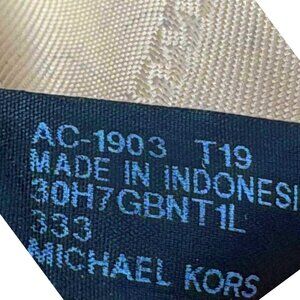 AC-1903 T19
MADE IN INDONESI
30H7GBNT1L
333
MICHAEL KORS